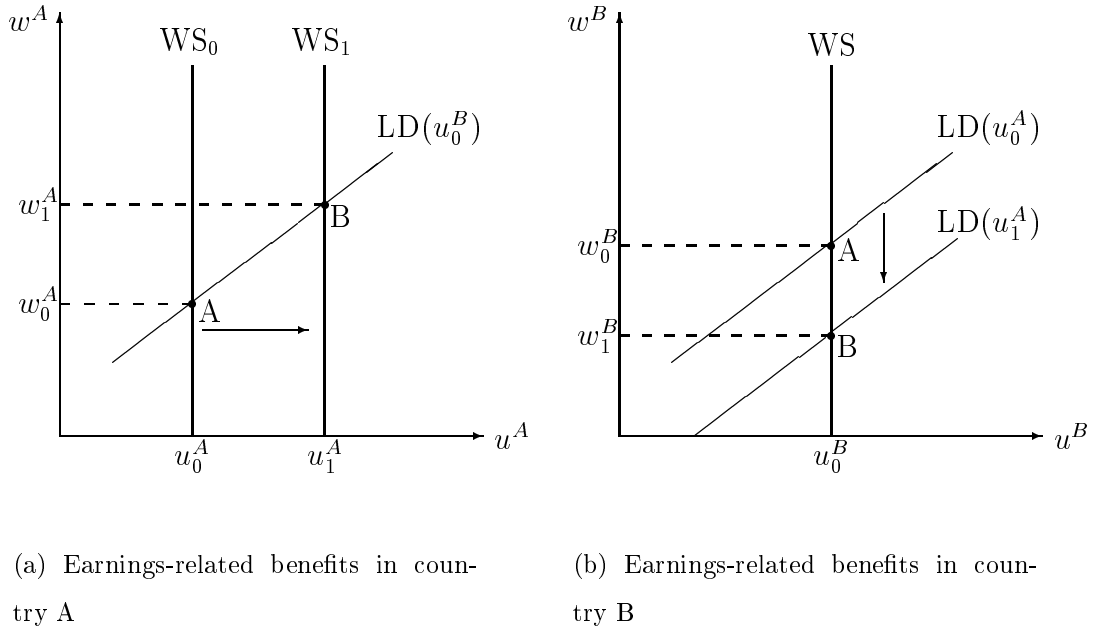 w^A
WS_0
WS_1
LD(u_0^B)
w_1^A
B
w_0^A
A
u_0^A
u_1^A
u^A
w^B
WS
LD(u_0^A)
LD(u_1^A)
w_0^B
A
w_1^B
B
u_0^B
u^B
(a) Earnings-related benefits in coun-
try A
(b) Earnings-related benefits in coun-
try B